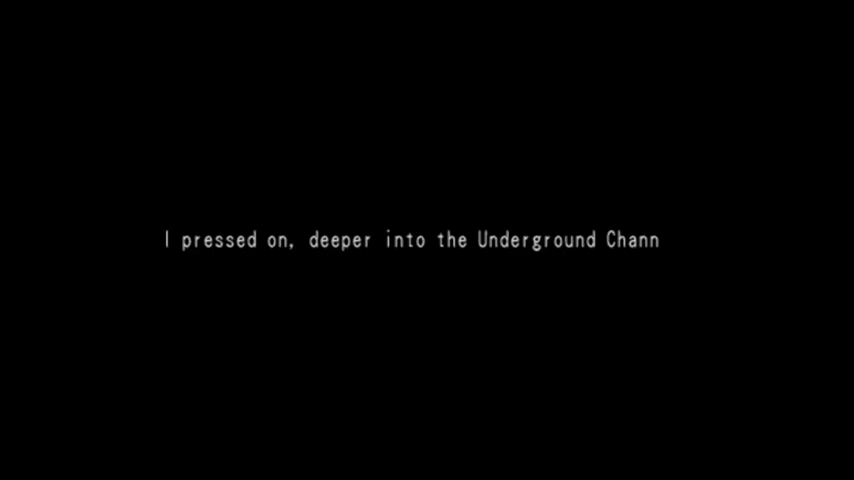 I pressed on, deeper into the Underground Chann